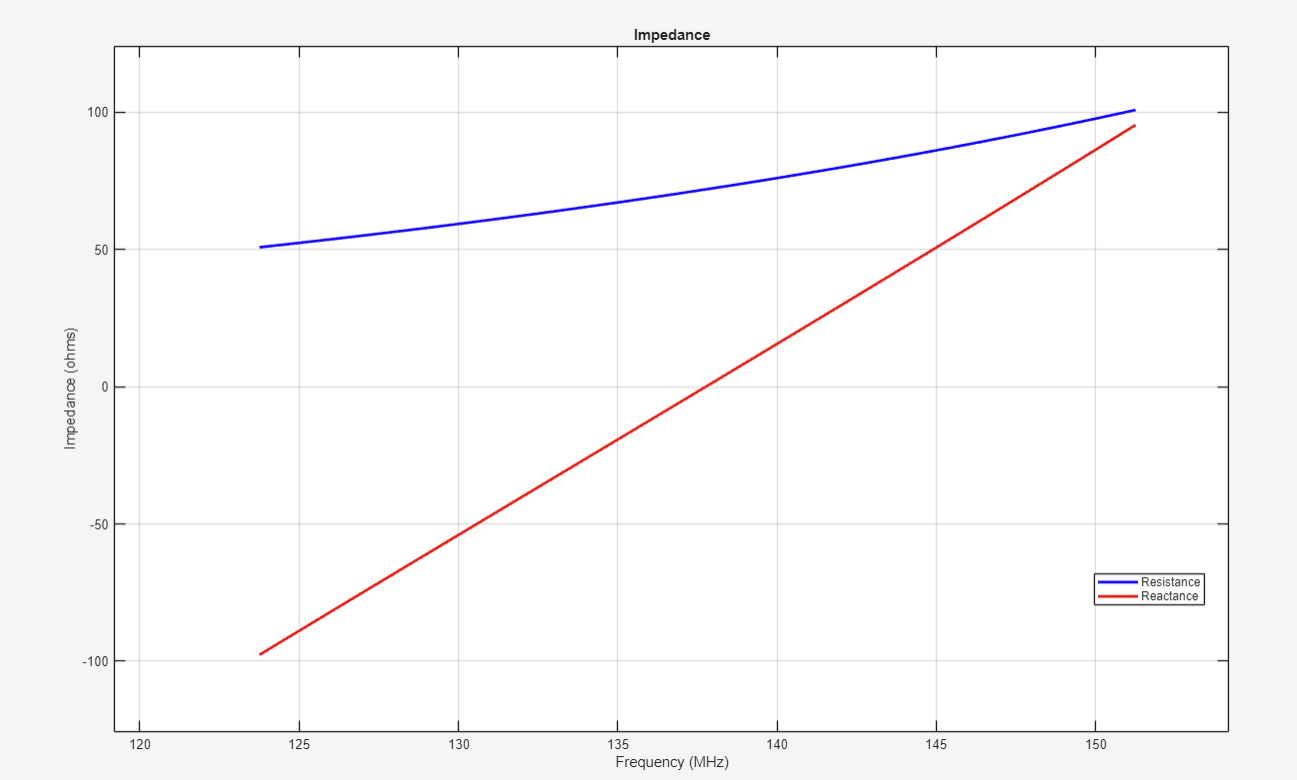 Impedance
100
50
0
-50
-100
Impedance (ohms)
Resistance
Reactance
120 125 130 135 140 145 150
Frequency (MHz)